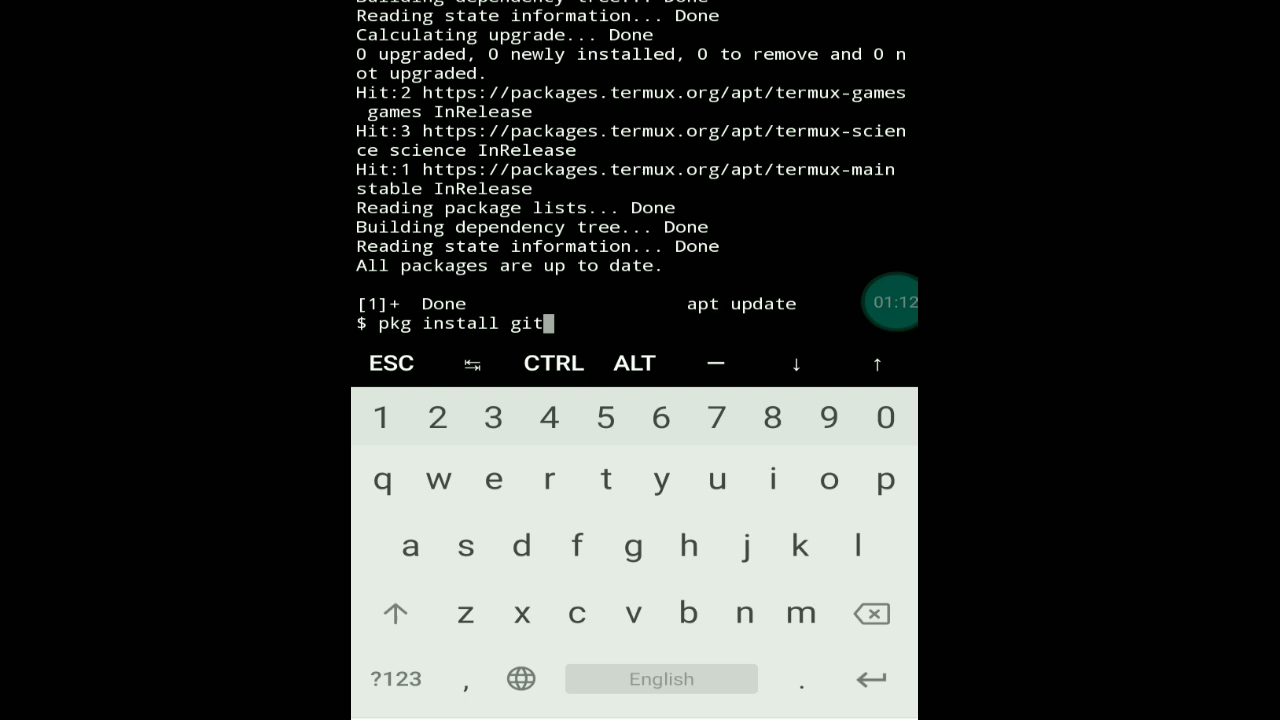 Building dependency tree... Done
Reading state information... Done
Calculating upgrade... Done
0 upgraded, 0 newly installed, 0 to remove and 0 n
ot upgraded.
Hit:2 https://packages.termux.org/apt/termux-games
 games InRelease
Hit:3 https://packages.termux.org/apt/termux-scien
ce science InRelease
Hit:1 https://packages.termux.org/apt/termux-main
stable InRelease
Reading package lists... Done
Building dependency tree... Done
Reading state information... Done
All packages are up to date.
[1]+  Done                    apt update
01:12
$ pkg install git
ESC ↹ CTRL ALT — ↓ ↑
1 2 3 4 5 6 7 8 9 0
q w e r t y u i o p
a s d f g h j k l
z x c v b n m
?123 , English .